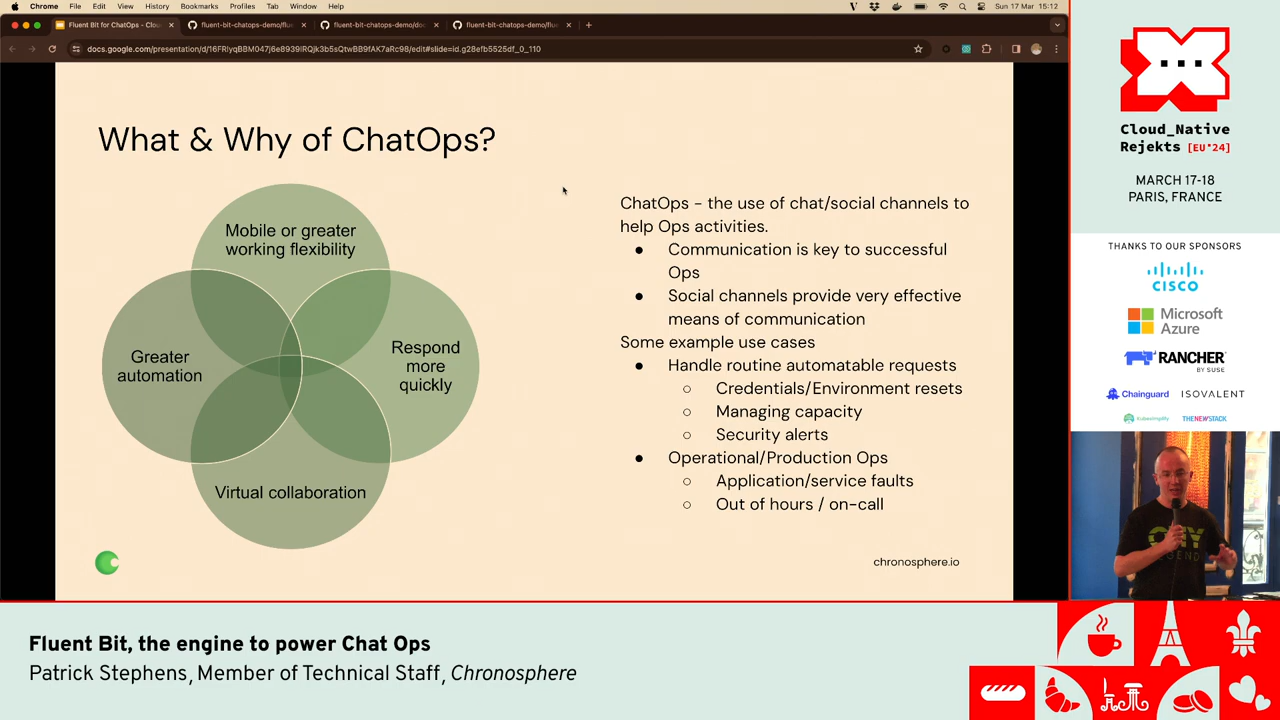 Chrome File Edit View History Bookmarks Profiles Tab Window Help
Sun 17 Mar 15:12
Fluent Bit for ChatOps - Clou
fluent-bit-chatops-demo/flue
fluent-bit-chatops-demo/doc
fluent-bit-chatops-demo/flue
What & Why of ChatOps?
Mobile or greater
working flexibility
Greater
automation
Respond
more
quickly
Virtual collaboration
ChatOps - the use of chat/social channels to
help Ops activities.
● Communication is key to successful
Ops
● Social channels provide very effective
means of communication
Some example use cases
● Handle routine automatable requests
○ Credentials/Environment resets
○ Managing capacity
○ Security alerts
● Operational/Production Ops
○ Application/service faults
○ Out of hours / on-call
chronosphere.io
Cloud_Native
Rejekts [EU'24]
MARCH 17-18
PARIS, FRANCE
THANKS TO OUR SPONSORS
CISCO
Microsoft
Azure
RANCHER
BY SUSE
Chainguard
ISOVALENT
Kubesimplify
THENEWSTACK
Fluent Bit, the engine to power Chat Ops
Patrick Stephens, Member of Technical Staff, Chronosphere